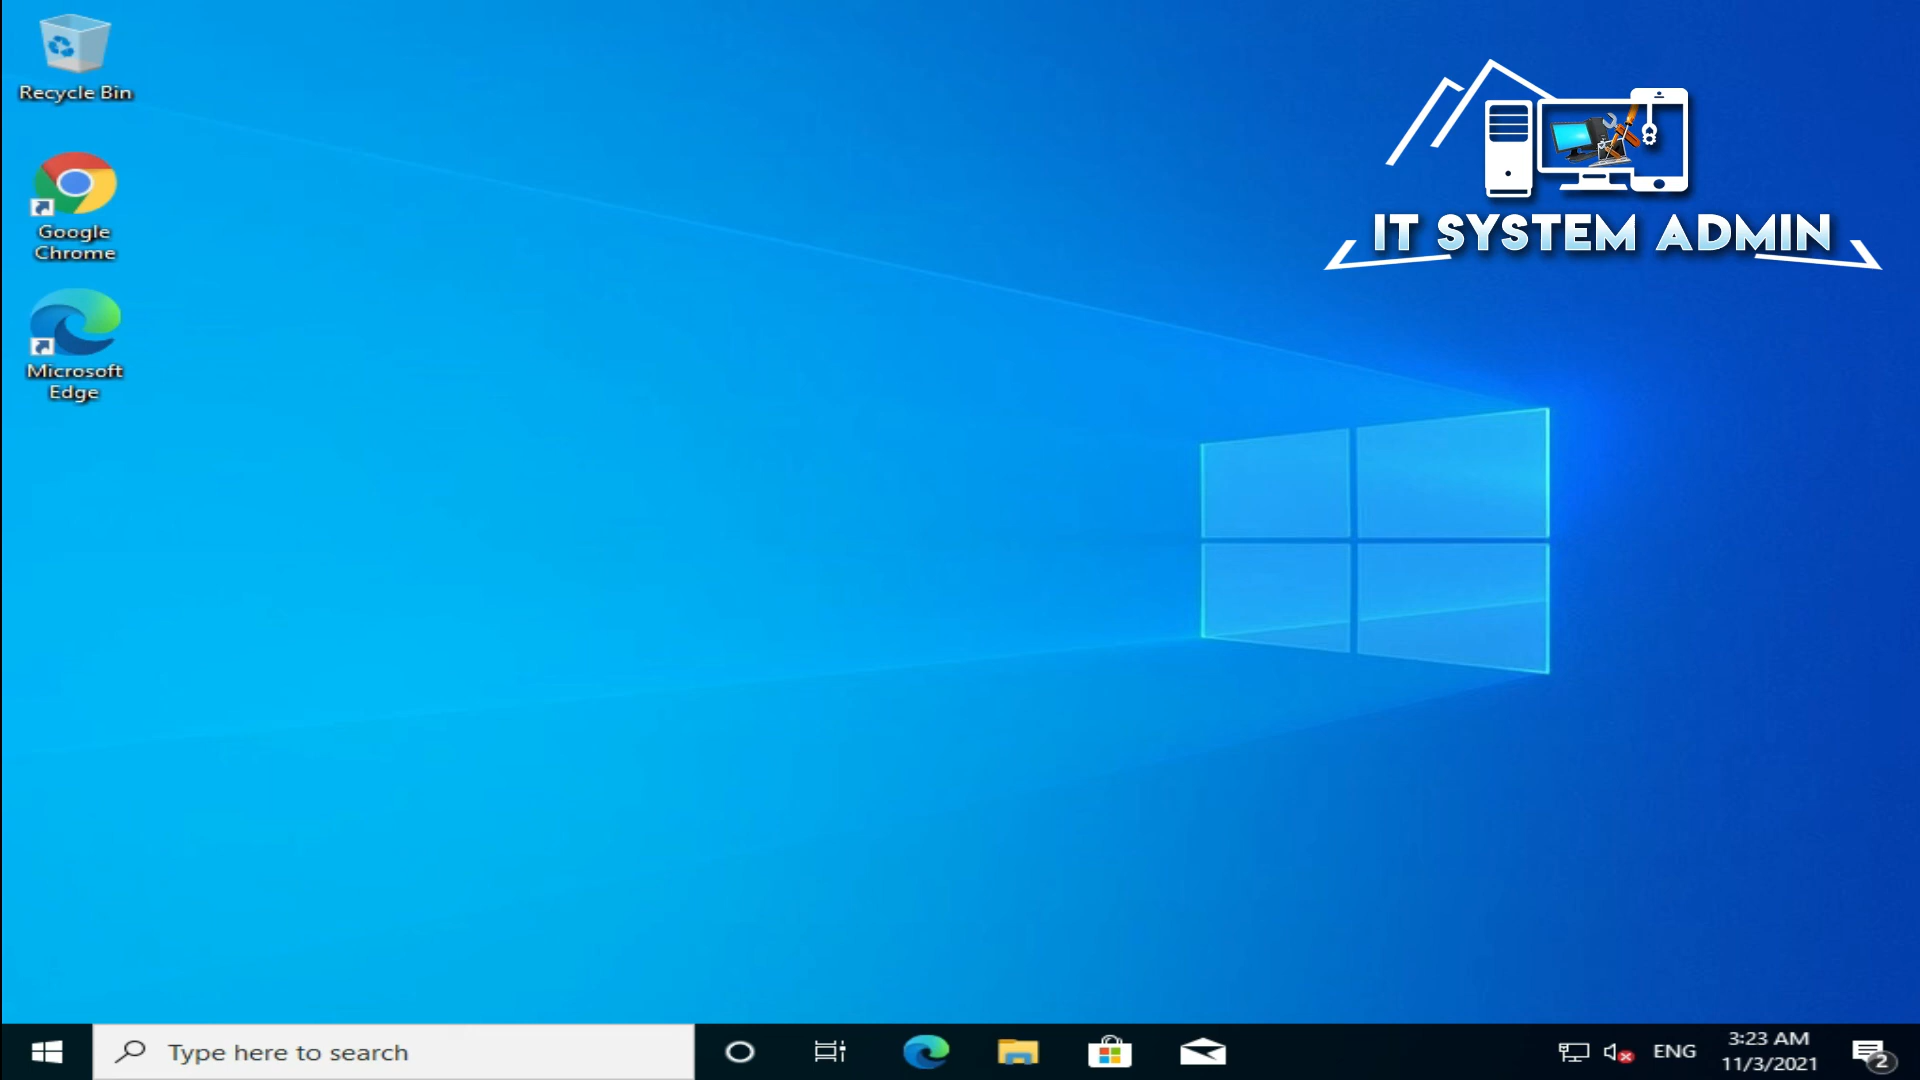 Recycle Bin
Google
Chrome
Microsoft
Edge
IT SYSTEM ADMIN
Type here to search
ENG
3:23 AM
11/3/2021
2